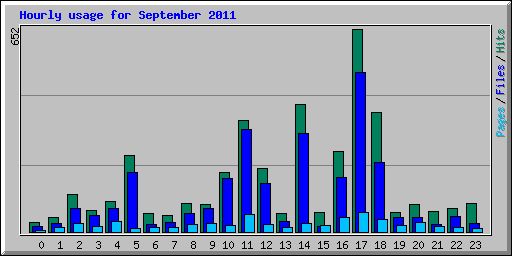 Hourly usage for September 2011
652
Pages / Files / Hits
0 1 2 3 4 5 6 7 8 9 10 11 12 13 14 15 16 17 18 19 20 21 22 23